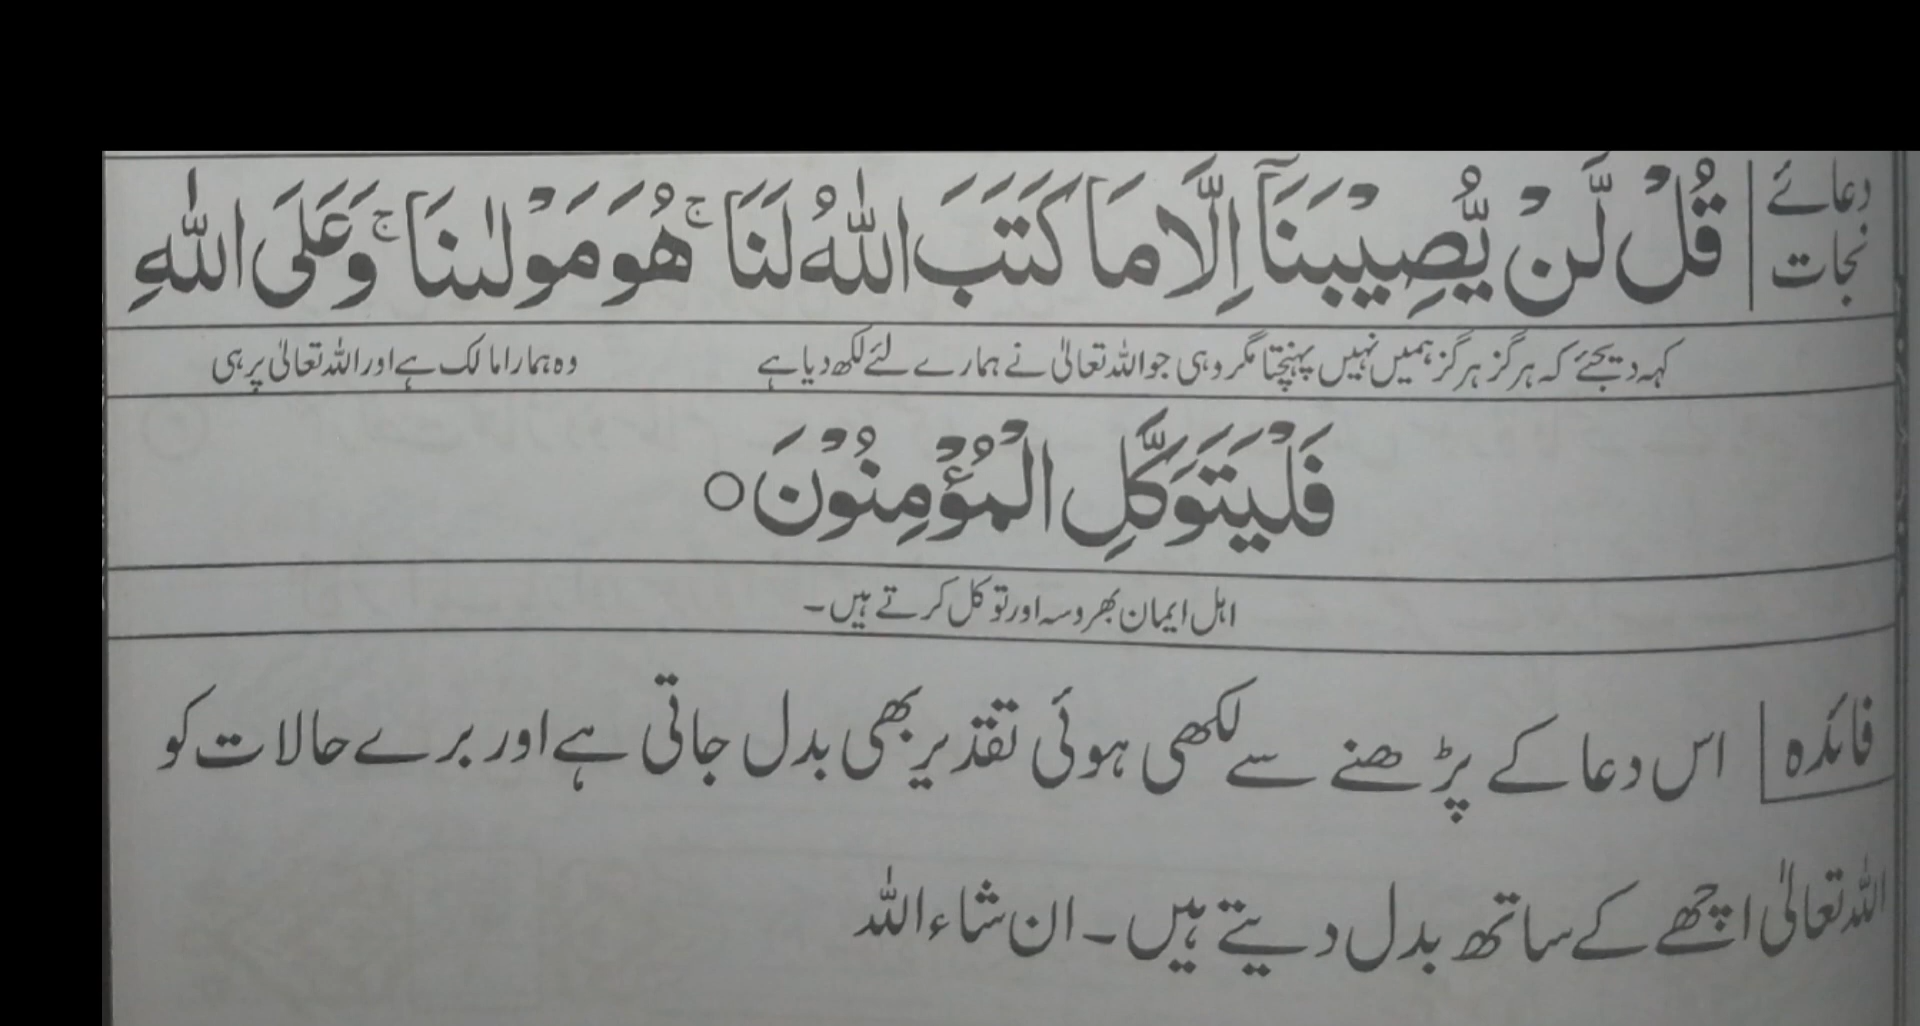 دعائے نجات
قُلْ لَّنْ يُّصِيْبَنَآ اِلَّا مَا كَتَبَ اللّٰهُ لَنَا ۚ هُوَ مَوْلٰىنَا ۚ وَعَلَى اللّٰهِ
کہہ دیجئے کہ ہرگز ہرگز ہمیں نہیں پہنچتا مگر وہی جو اللہ تعالیٰ نے ہمارے لئے لکھ دیا ہے وہ ہمارا مالک ہے اور اللہ تعالیٰ پر ہی
فَلْيَتَوَكَّلِ الْمُؤْمِنُوْنَ ○
اہل ایمان بھروسہ اور توکل کرتے ہیں۔
فائدہ اس دعا کے پڑھنے سے لکھی ہوئی تقدیر بھی بدل جاتی ہے اور برے حالات کو
اللہ تعالیٰ اچھے کے ساتھ بدل دیتے ہیں۔ ان شاء اللہ